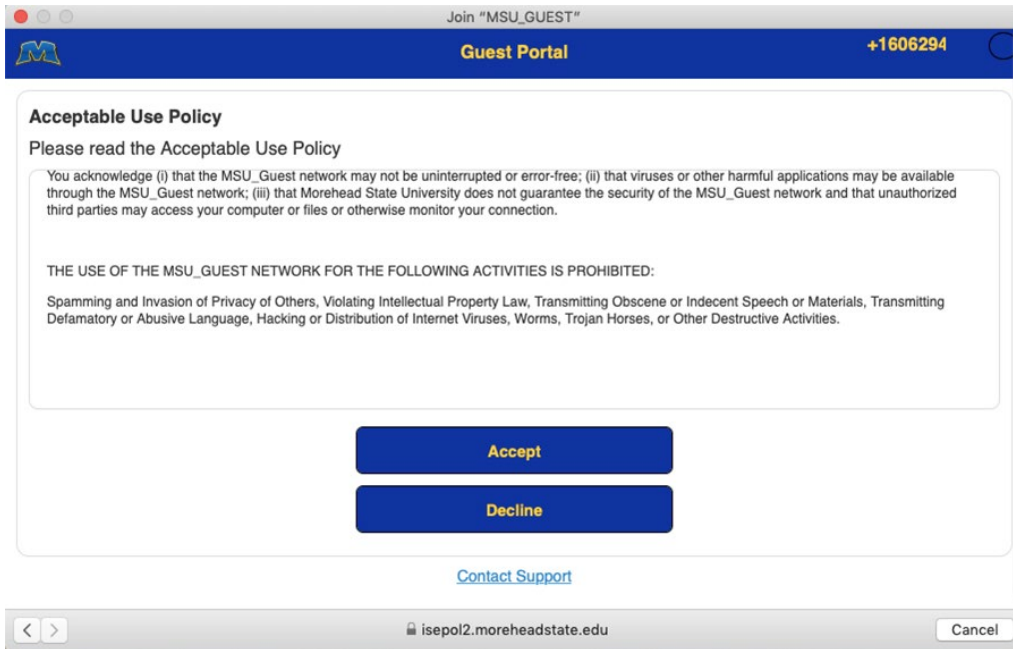 Join “MSU_GUEST”
Guest Portal
+1606294
Acceptable Use Policy
Please read the Acceptable Use Policy
You acknowledge (i) that the MSU_Guest network may not be uninterrupted or error-free; (ii) that viruses or other harmful applications may be available
through the MSU_Guest network; (iii) that Morehead State University does not guarantee the security of the MSU_Guest network and that unauthorized
third parties may access your computer or files or otherwise monitor your connection.
THE USE OF THE MSU_GUEST NETWORK FOR THE FOLLOWING ACTIVITIES IS PROHIBITED:
Spamming and Invasion of Privacy of Others, Violating Intellectual Property Law, Transmitting Obscene or Indecent Speech or Materials, Transmitting
Defamatory or Abusive Language, Hacking or Distribution of Internet Viruses, Worms, Trojan Horses, or Other Destructive Activities.
Accept
Decline
Contact Support
isepol2.moreheadstate.edu
Cancel